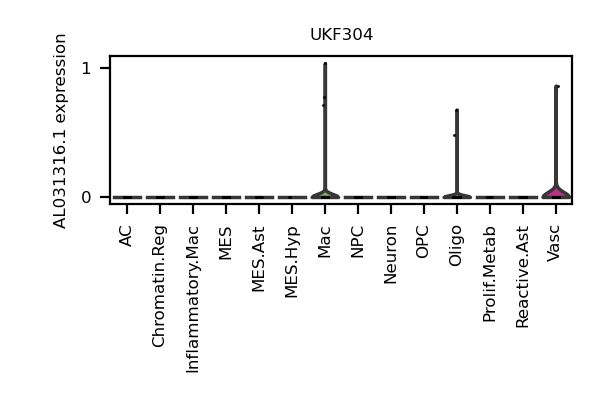 UKF304
AL031316.1 expression
1
0
AC
Chromatin.Reg
Inflammatory.Mac
MES
MES.Ast
MES.Hyp
Mac
NPC
Neuron
OPC
Oligo
Prolif.Metab
Reactive.Ast
Vasc